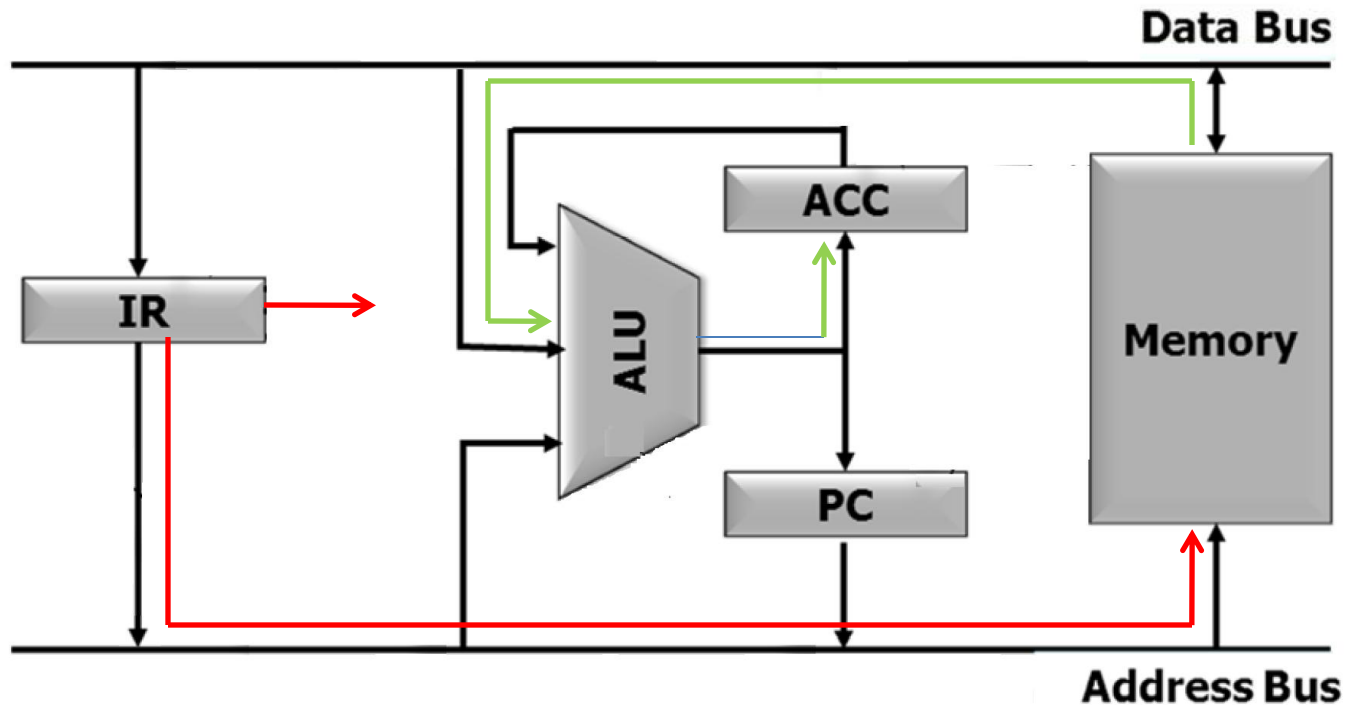 Data Bus
ACC
IR
ALU
Memory
PC
Address Bus